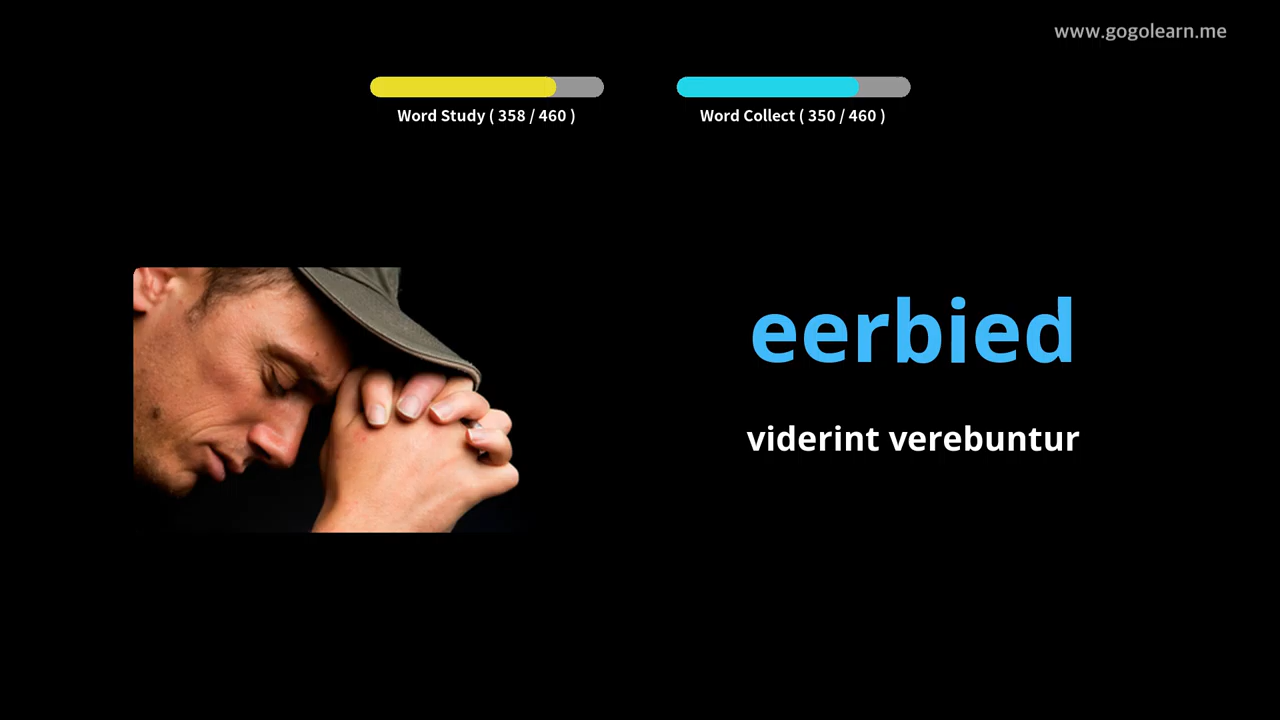 www.gogolearn.me
Word Study ( 358 / 460 )
Word Collect ( 350 / 460 )
eerbied
viderint verebuntur